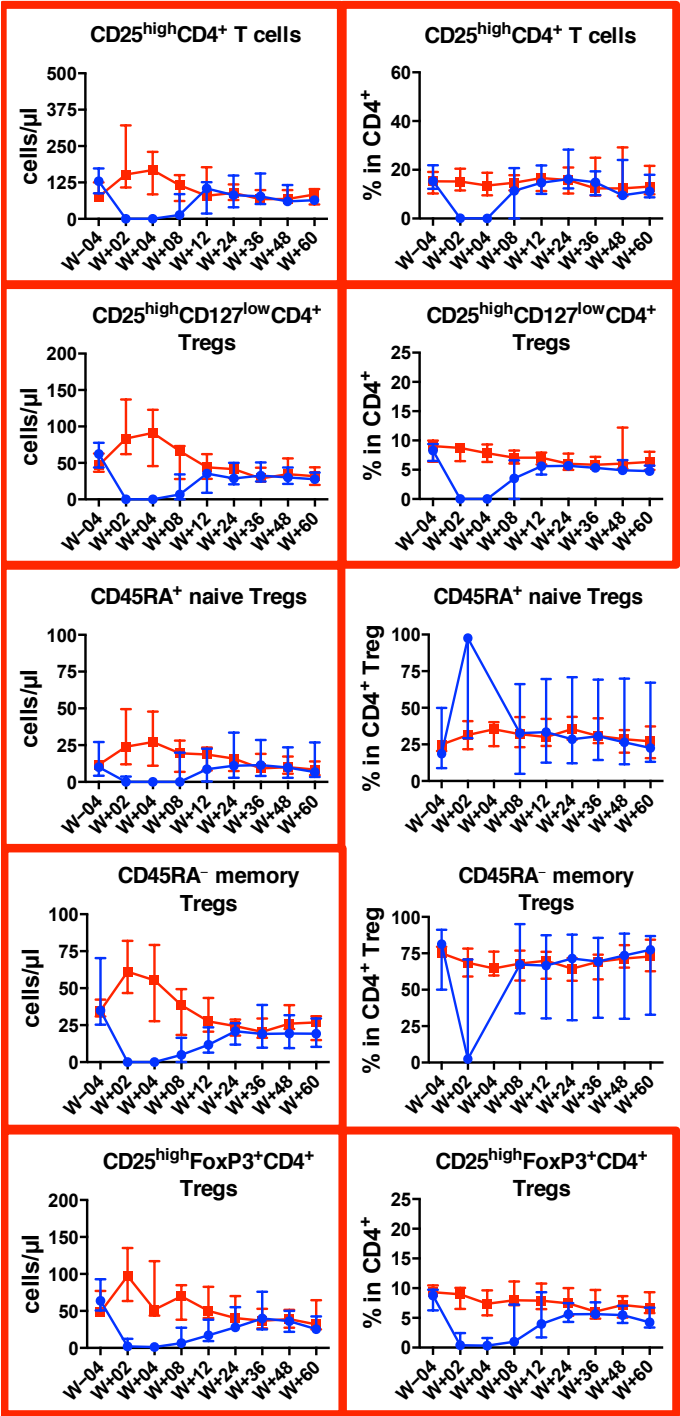 CD25highCD4+ T cells
cells/µl
500
375
250
125
0
W−04 W+02 W+04 W+08 W+12 W+24 W+36 W+48 W+60
CD25highCD4+ T cells
% in CD4+
60
40
20
0
W−04 W+02 W+04 W+08 W+12 W+24 W+36 W+48 W+60
CD25highCD127lowCD4+
Tregs
cells/µl
200
150
100
50
0
W−04 W+02 W+04 W+08 W+12 W+24 W+36 W+48 W+60
CD25highCD127lowCD4+
Tregs
% in CD4+
25
20
15
10
5
0
W−04 W+02 W+04 W+08 W+12 W+24 W+36 W+48 W+60
CD45RA+ naive Tregs
cells/µl
100
75
50
25
0
W−04 W+02 W+04 W+08 W+12 W+24 W+36 W+48 W+60
CD45RA+ naive Tregs
% in CD4+ Treg
100
75
50
25
0
W−04 W+02 W+04 W+08 W+12 W+24 W+36 W+48 W+60
CD45RA− memory
Tregs
cells/µl
100
75
50
25
0
W−04 W+02 W+04 W+08 W+12 W+24 W+36 W+48 W+60
CD45RA− memory
Tregs
% in CD4+ Treg
100
75
50
25
0
W−04 W+02 W+04 W+08 W+12 W+24 W+36 W+48 W+60
CD25highFoxP3+CD4+
Tregs
cells/µl
200
150
100
50
0
W−04 W+02 W+04 W+08 W+12 W+24 W+36 W+48 W+60
CD25highFoxP3+CD4+
Tregs
% in CD4+
25
20
15
10
5
0
W−04 W+02 W+04 W+08 W+12 W+24 W+36 W+48 W+60